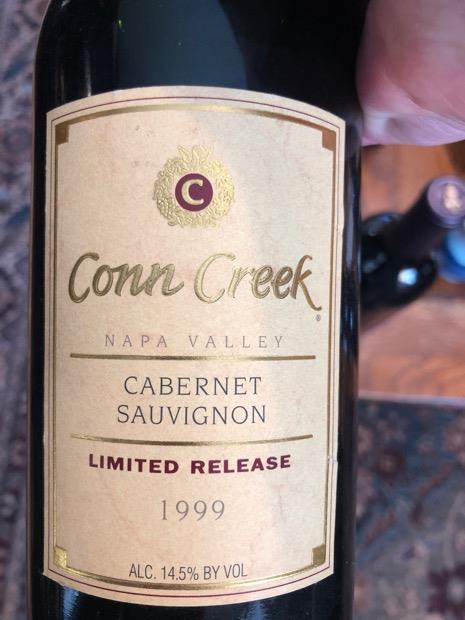 C
Conn Creek®
NAPA VALLEY
CABERNET
SAUVIGNON
LIMITED RELEASE
1999
ALC. 14.5% BY VOL